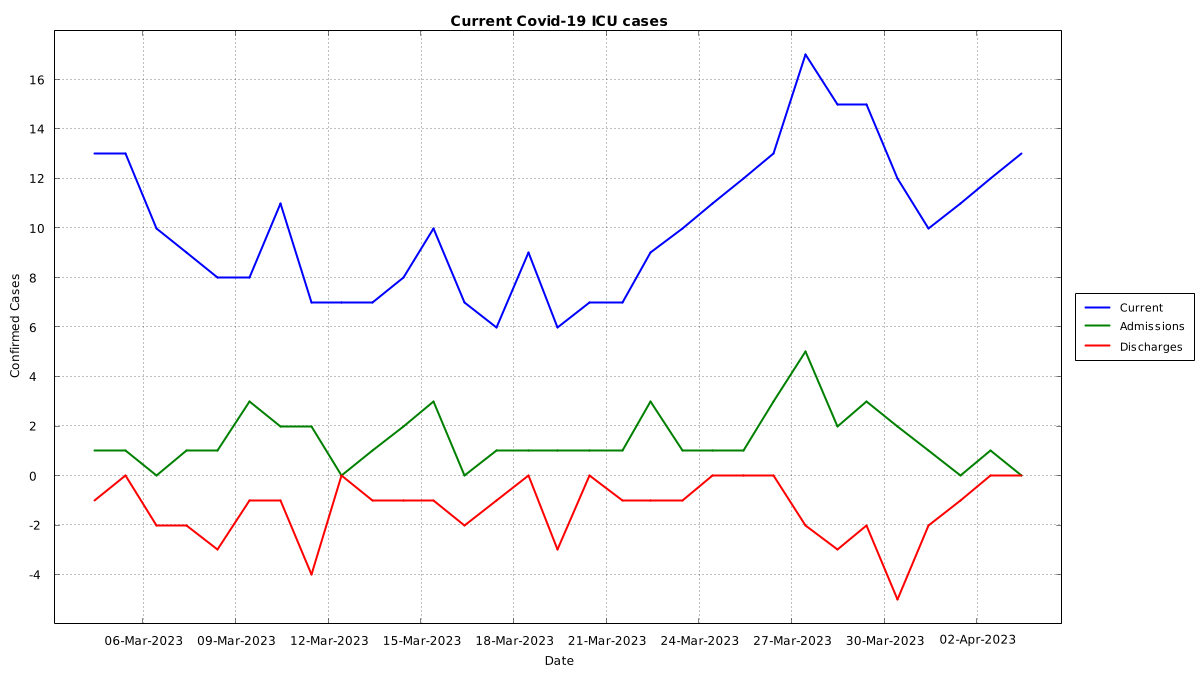 Current Covid-19 ICU cases
Confirmed Cases
16
14
12
10
8
6
4
2
0
-2
-4
06-Mar-2023 09-Mar-2023 12-Mar-2023 15-Mar-2023 18-Mar-2023 21-Mar-2023 24-Mar-2023 27-Mar-2023 30-Mar-2023 02-Apr-2023
Date
Current
Admissions
Discharges